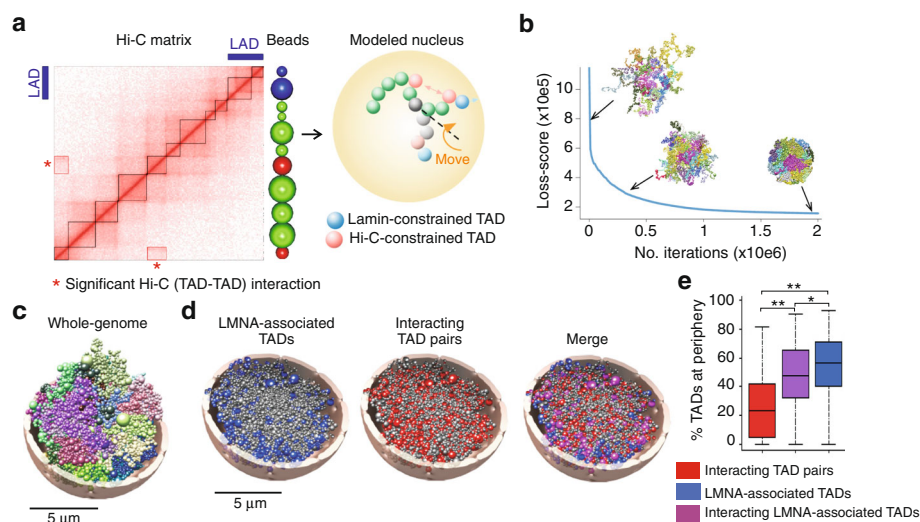 a
Hi-C matrix
LAD
Beads
Modeled nucleus
LAD
*
Move
Lamin-constrained TAD
Hi-C-constrained TAD
*
* Significant Hi-C (TAD-TAD) interaction
b
Loss-score (x10e5)
10
8
6
4
2
0
0.5
1
1.5
2
No. iterations (x10e6)
c
Whole-genome
5 μm
d
LMNA-associated
TADs
Interacting
TAD pairs
Merge
5 μm
e
% TADs at periphery
100
80
60
40
20
0
**
**
*
Interacting TAD pairs
LMNA-associated TADs
Interacting LMNA-associated TADs